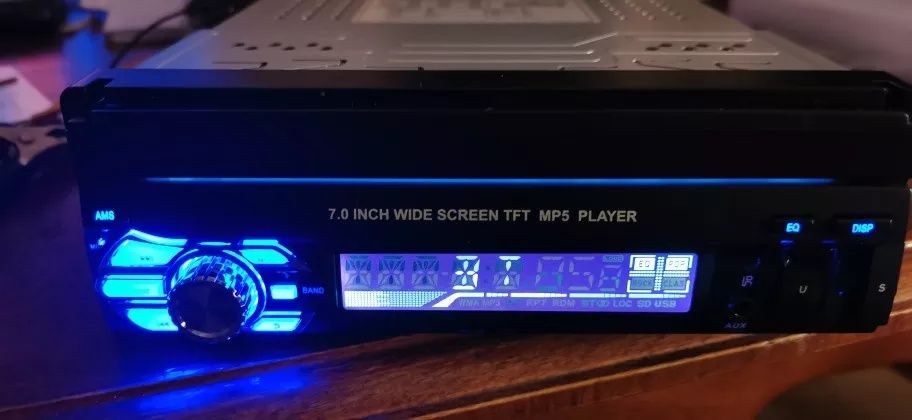 7.0 INCH WIDE SCREEN TFT MP5 PLAYER
AMS
EQ
DISP
BAND
WMA MP3
RPT
RDM
ST
LOC
SD USB
U
S
AUX